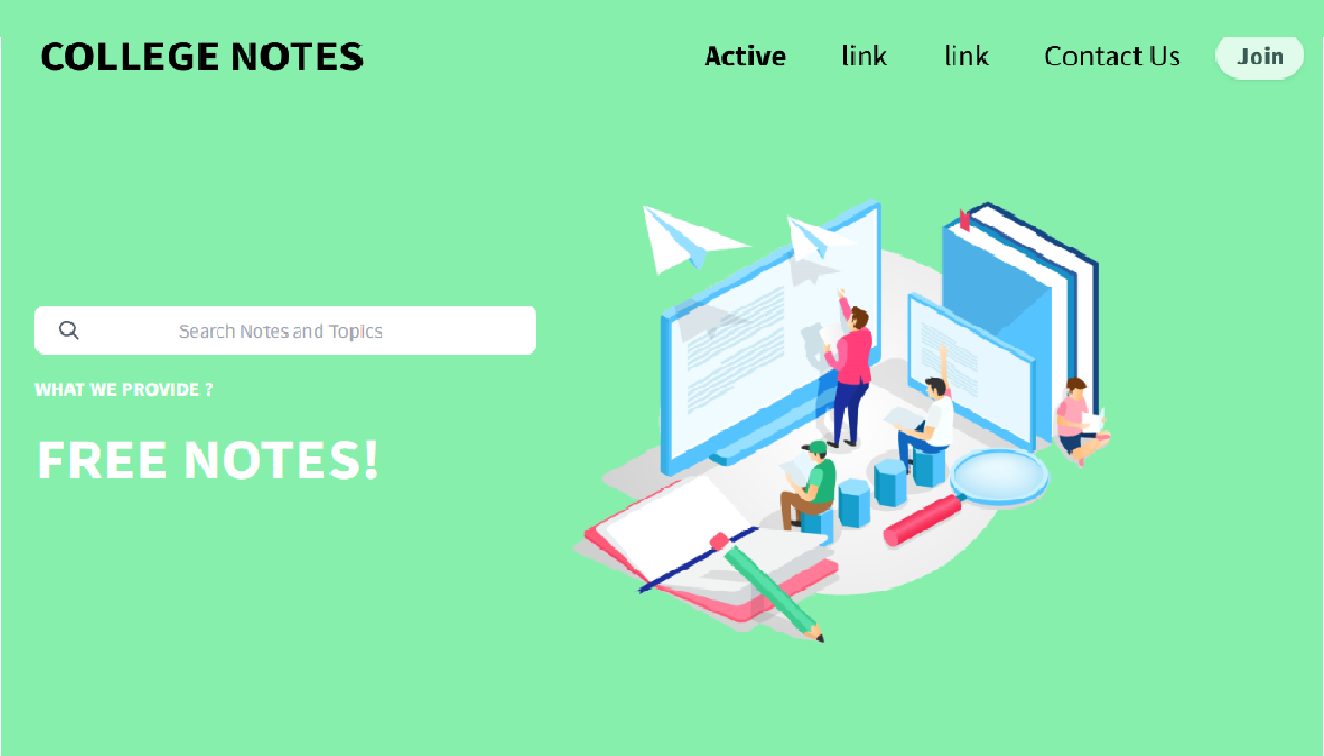 COLLEGE NOTES
Active link link Contact Us Join
Search Notes and Topics
WHAT WE PROVIDE ?
FREE NOTES!